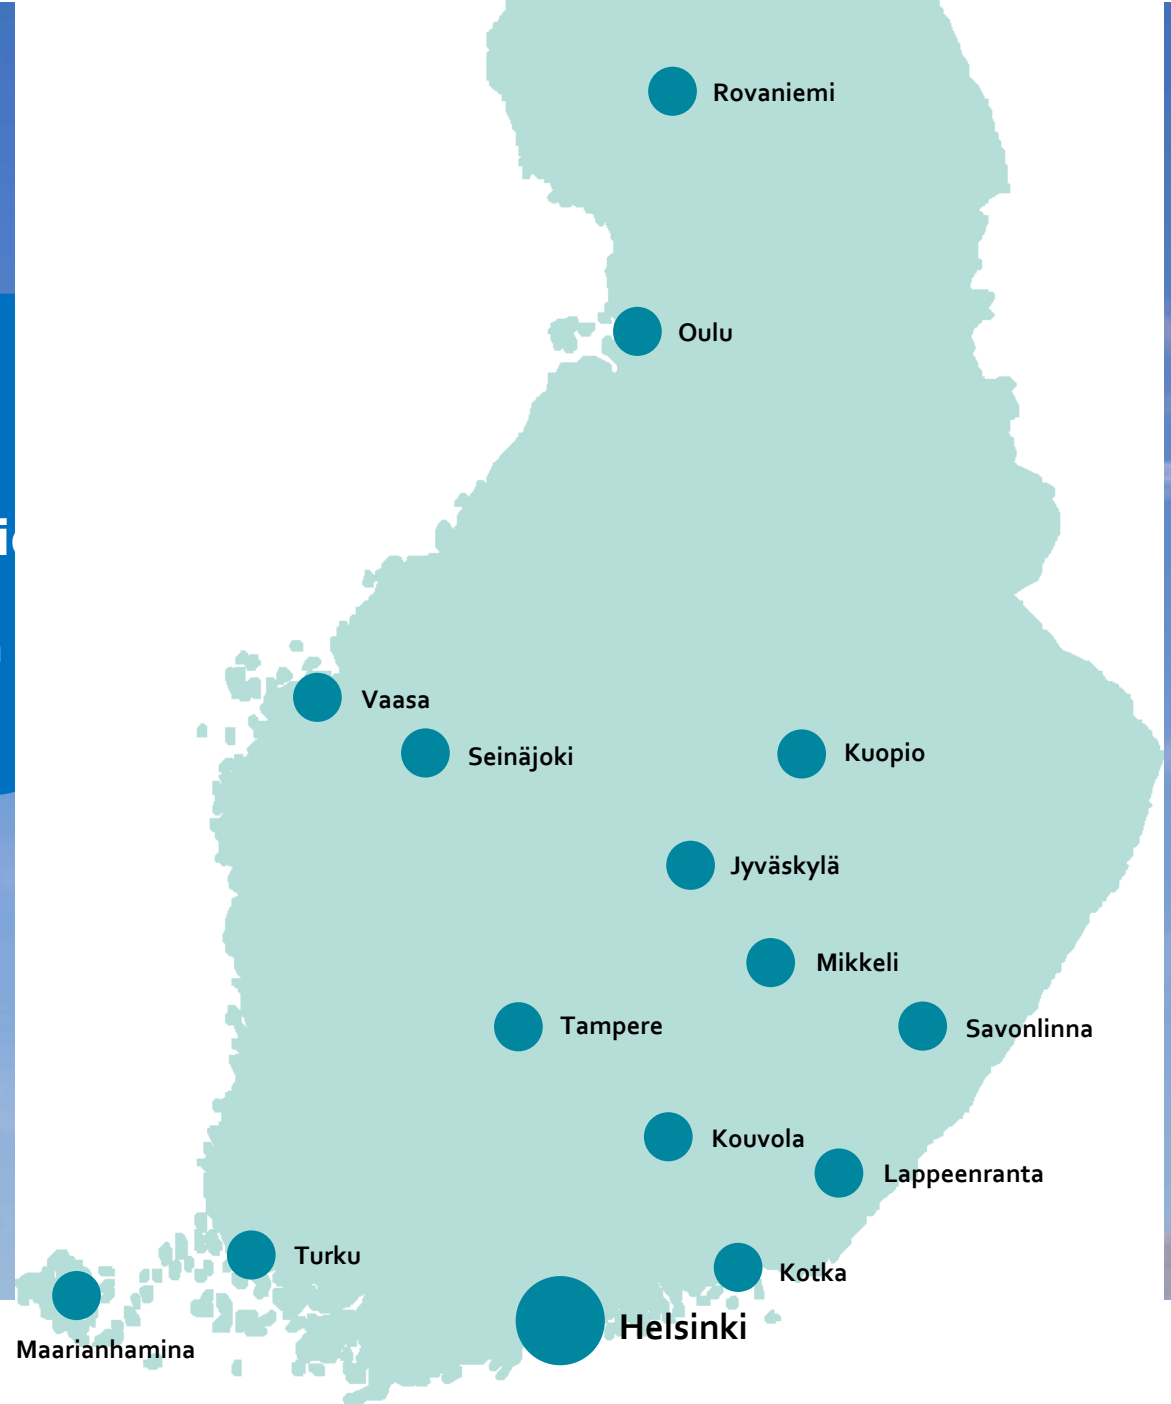 Rovaniemi
Oulu
Vaasa
Seinäjoki
Kuopio
Jyväskylä
Mikkeli
Tampere
Savonlinna
Kouvola
Lappeenranta
Turku
Kotka
Helsinki
Maarianhamina